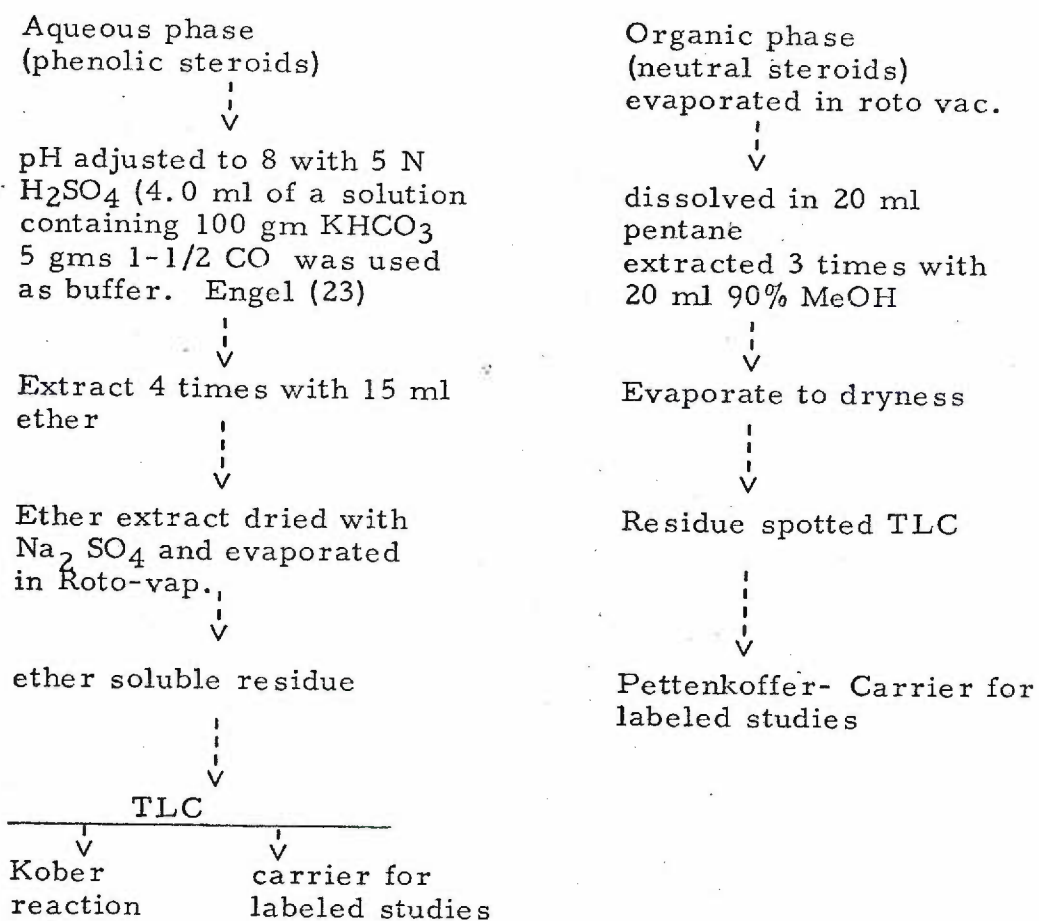 Aqueous phase
(phenolic steroids)
pH adjusted to 8 with 5 N
H2SO4 (4.0 ml of a solution
containing 100 gm KHCO3
5 gms 1-1/2 CO was used
as buffer. Engel (23)
Extract 4 times with 15 ml
ether
Ether extract dried with
Na2 SO4 and evaporated
in Roto-vap.
ether soluble residue
TLC
Kober
reaction
carrier for
labeled studies
Organic phase
(neutral steroids)
evaporated in roto vac.
dissolved in 20 ml
pentane
extracted 3 times with
20 ml 90% MeOH
Evaporate to dryness
Residue spotted TLC
Pettenkoffer- Carrier for
labeled studies